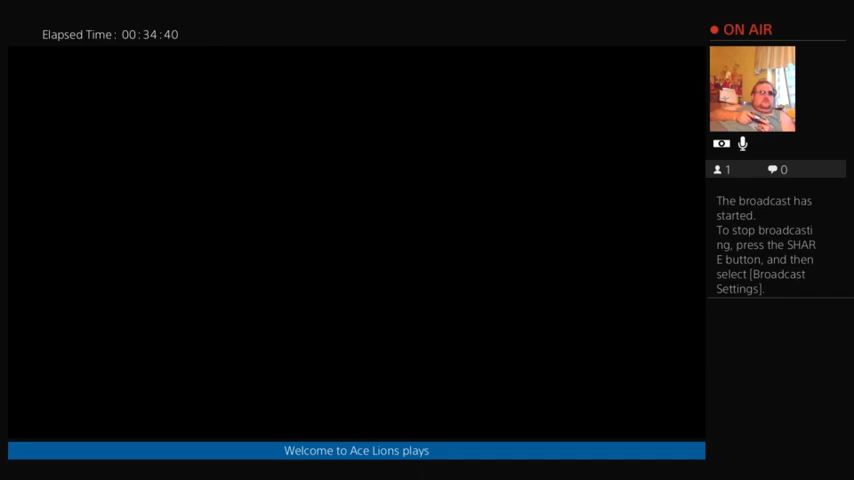 Elapsed Time : 00:34:40
ON AIR
1 0
The broadcast has
started.
To stop broadcasti
ng, press the SHAR
E button, and then
select [Broadcast
Settings].
Welcome to Ace Lions plays